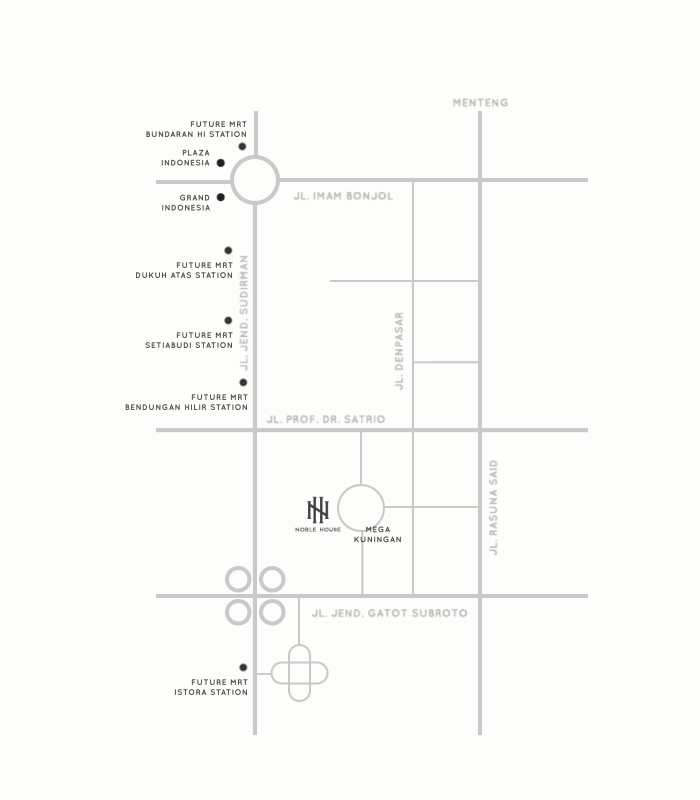 MENTENG
FUTURE MRT
BUNDARAN HI STATION
PLAZA
INDONESIA
GRAND
INDONESIA
JL. IMAM BONJOL
FUTURE MRT
DUKUH ATAS STATION
JL. JEND. SUDIRMAN
FUTURE MRT
SETIABUDI STATION
JL. DENPASAR
FUTURE MRT
BENDUNGAN HILIR STATION
JL. PROF. DR. SATRIO
JL. RASUNA SAID
NOBLE HOUSE
MEGA
KUNINGAN
JL. JEND. GATOT SUBROTO
FUTURE MRT
ISTORA STATION